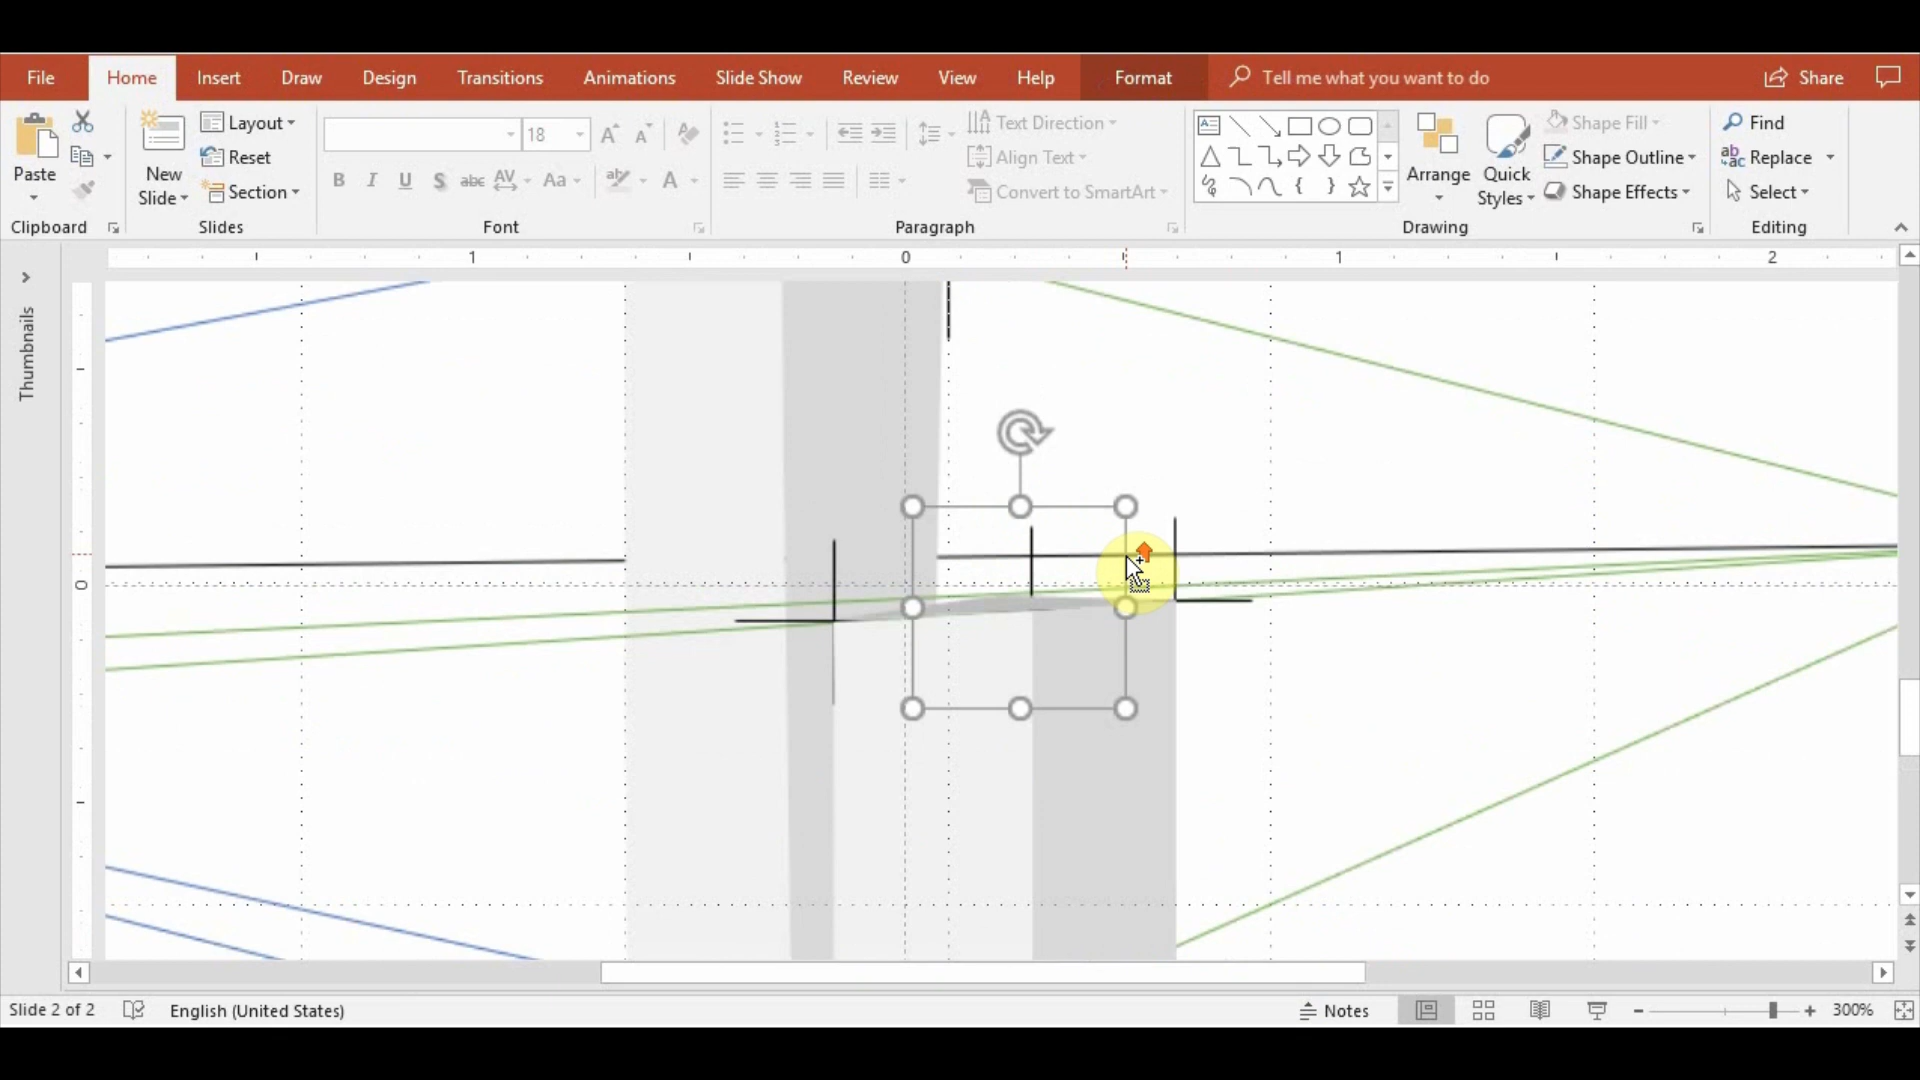 File Home Insert Draw Design Transitions Animations Slide Show Review View Help Format Tell me what you want to do Share
Paste
Clipboard
New
Slide
Layout
Reset
Section
Slides
18
B I U S abc AV Aa A
Font
Text Direction
Align Text
Convert to SmartArt
Paragraph
Arrange
Quick
Styles
Shape Fill
Shape Outline
Shape Effects
Drawing
Find
Replace
Select
Editing
1 0 1 2
Thumbnails
0
Slide 2 of 2 English (United States) Notes 300%